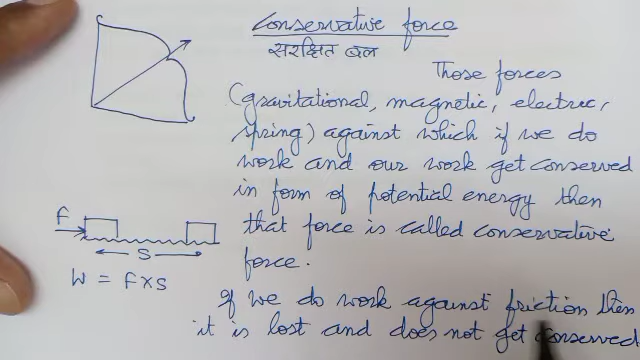 Conservative force
सरक्षित बल
Those forces
(gravitational, magnetic, electric,
spring) against which if we do
work and our work get conserved
in form of potential energy then
that force is called conservative
force.
F
S
W = F×S
If we do work against friction then
it is lost and does not get conserved